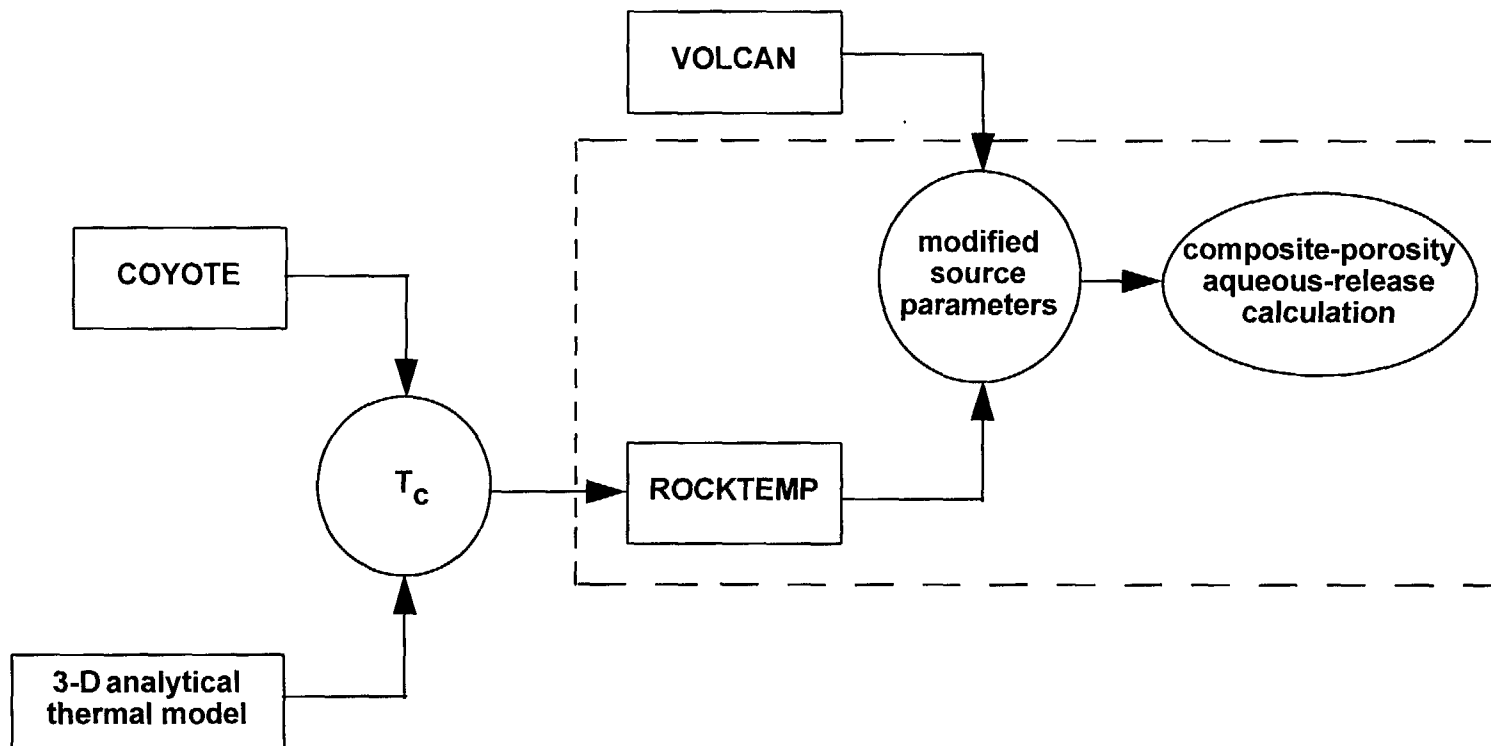 VOLCAN
COYOTE
modified
source
parameters
composite-porosity
aqueous-release
calculation
Tc
ROCKTEMP
3-D analytical
thermal model